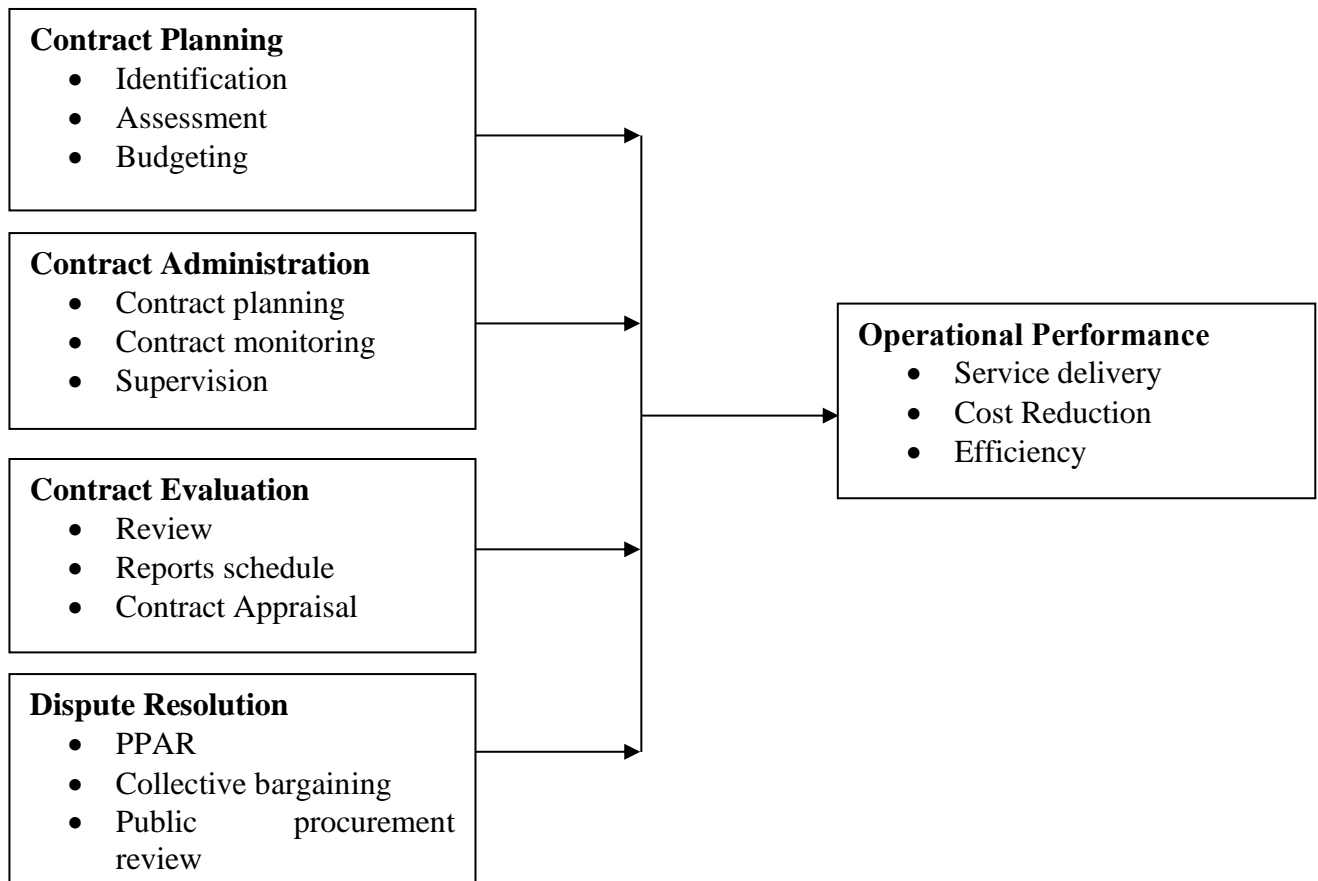 Contract Planning
• Identification
• Assessment
• Budgeting
Contract Administration
• Contract planning
• Contract monitoring
• Supervision
Contract Evaluation
• Review
• Reports schedule
• Contract Appraisal
Dispute Resolution
• PPAR
• Collective bargaining
• Public procurement
review
Operational Performance
• Service delivery
• Cost Reduction
• Efficiency